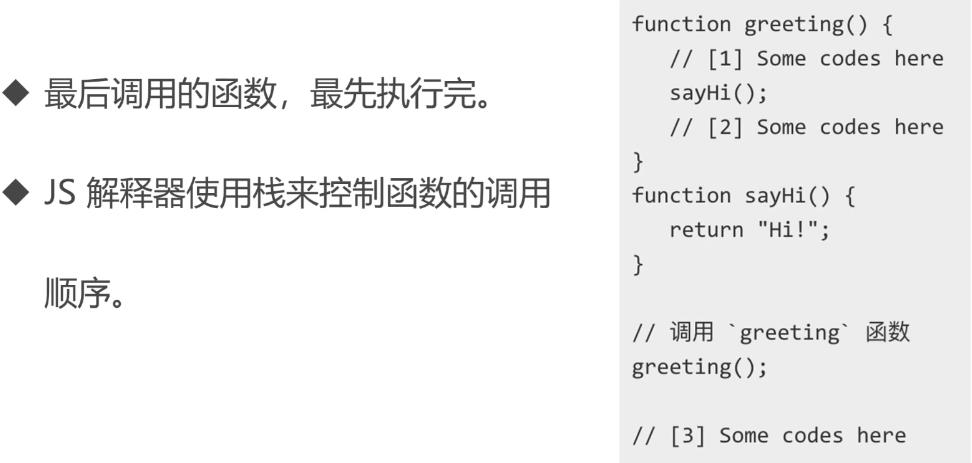 ◆ 最后调用的函数，最先执行完。
◆ JS 解释器使用栈来控制函数的调用
顺序。
function greeting() {
   // [1] Some codes here
   sayHi();
   // [2] Some codes here
}
function sayHi() {
   return "Hi!";
}

// 调用 `greeting` 函数
greeting();

// [3] Some codes here